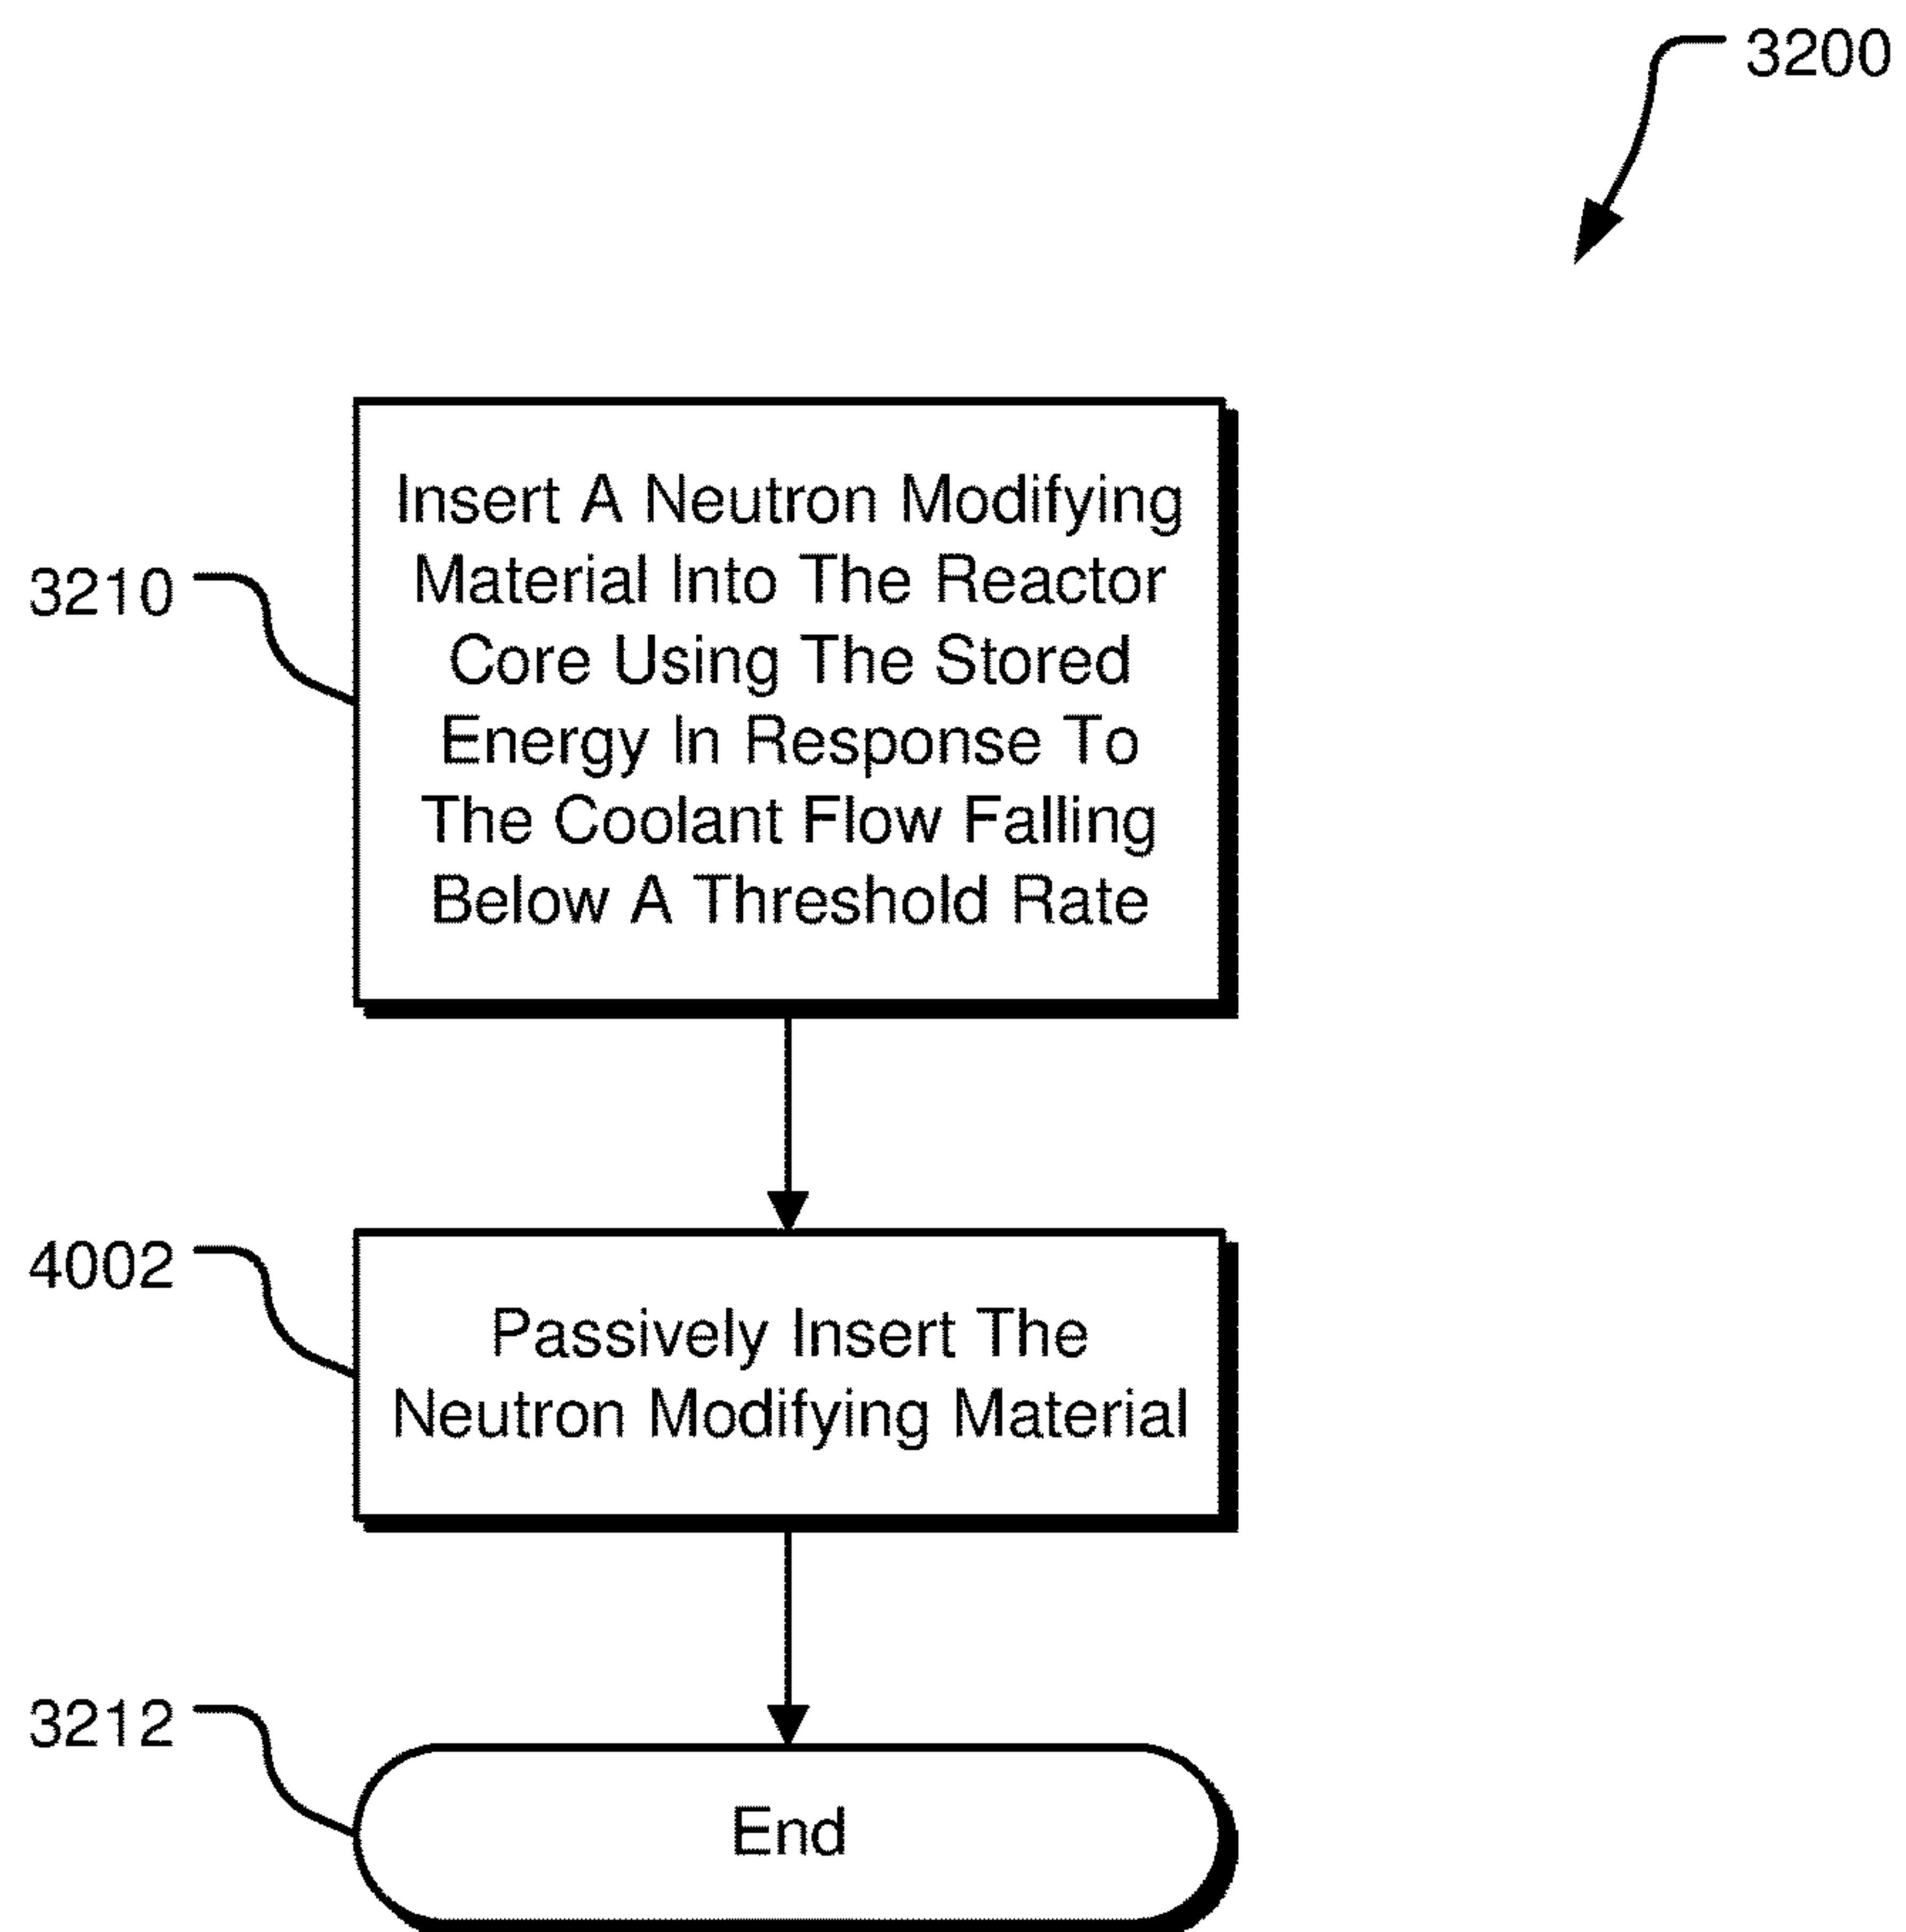 3200
3210
Insert A Neutron Modifying
Material Into The Reactor
Core Using The Stored
Energy In Response To
The Coolant Flow Falling
Below A Threshold Rate
4002
Passively Insert The
Neutron Modifying Material
3212
End